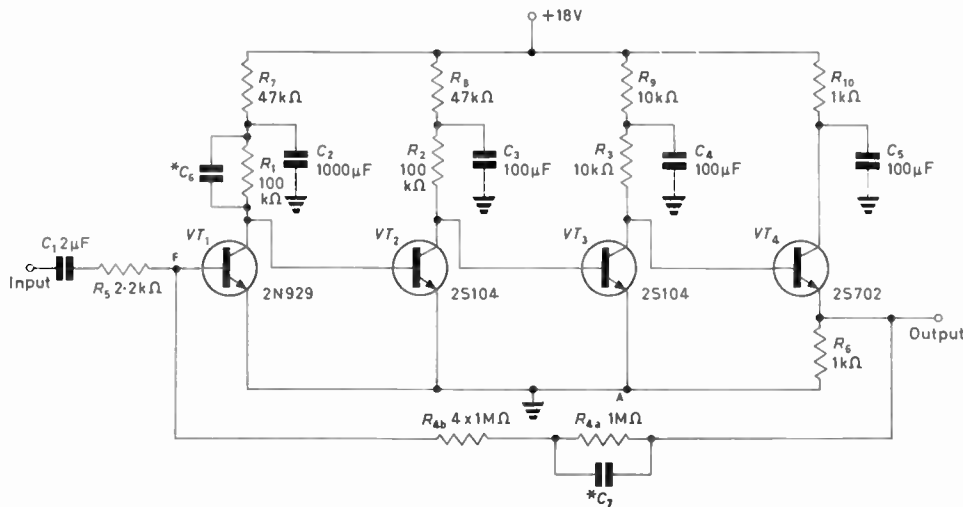 +18V
R7
47kΩ
R8
47kΩ
R9
10kΩ
R10
1kΩ
*C6
R1
100
kΩ
C2
1000μF
R2
100
kΩ
C3
100μF
R3
10kΩ
C4
100μF
C5
100μF
C1 2μF
Input
R5 2·2kΩ
F
VT1
2N929
VT2
2S104
VT3
2S104
VT4
2S702
Output
R6
1kΩ
A
R4b 4 x 1MΩ
R4a 1MΩ
*C7